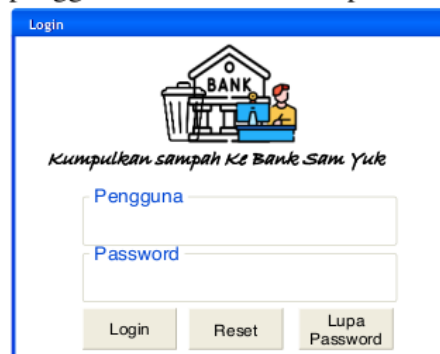 Login
BANK
Kumpulkan sampah Ke Bank Sam Yuk
Pengguna
Password
Login Reset Lupa Password